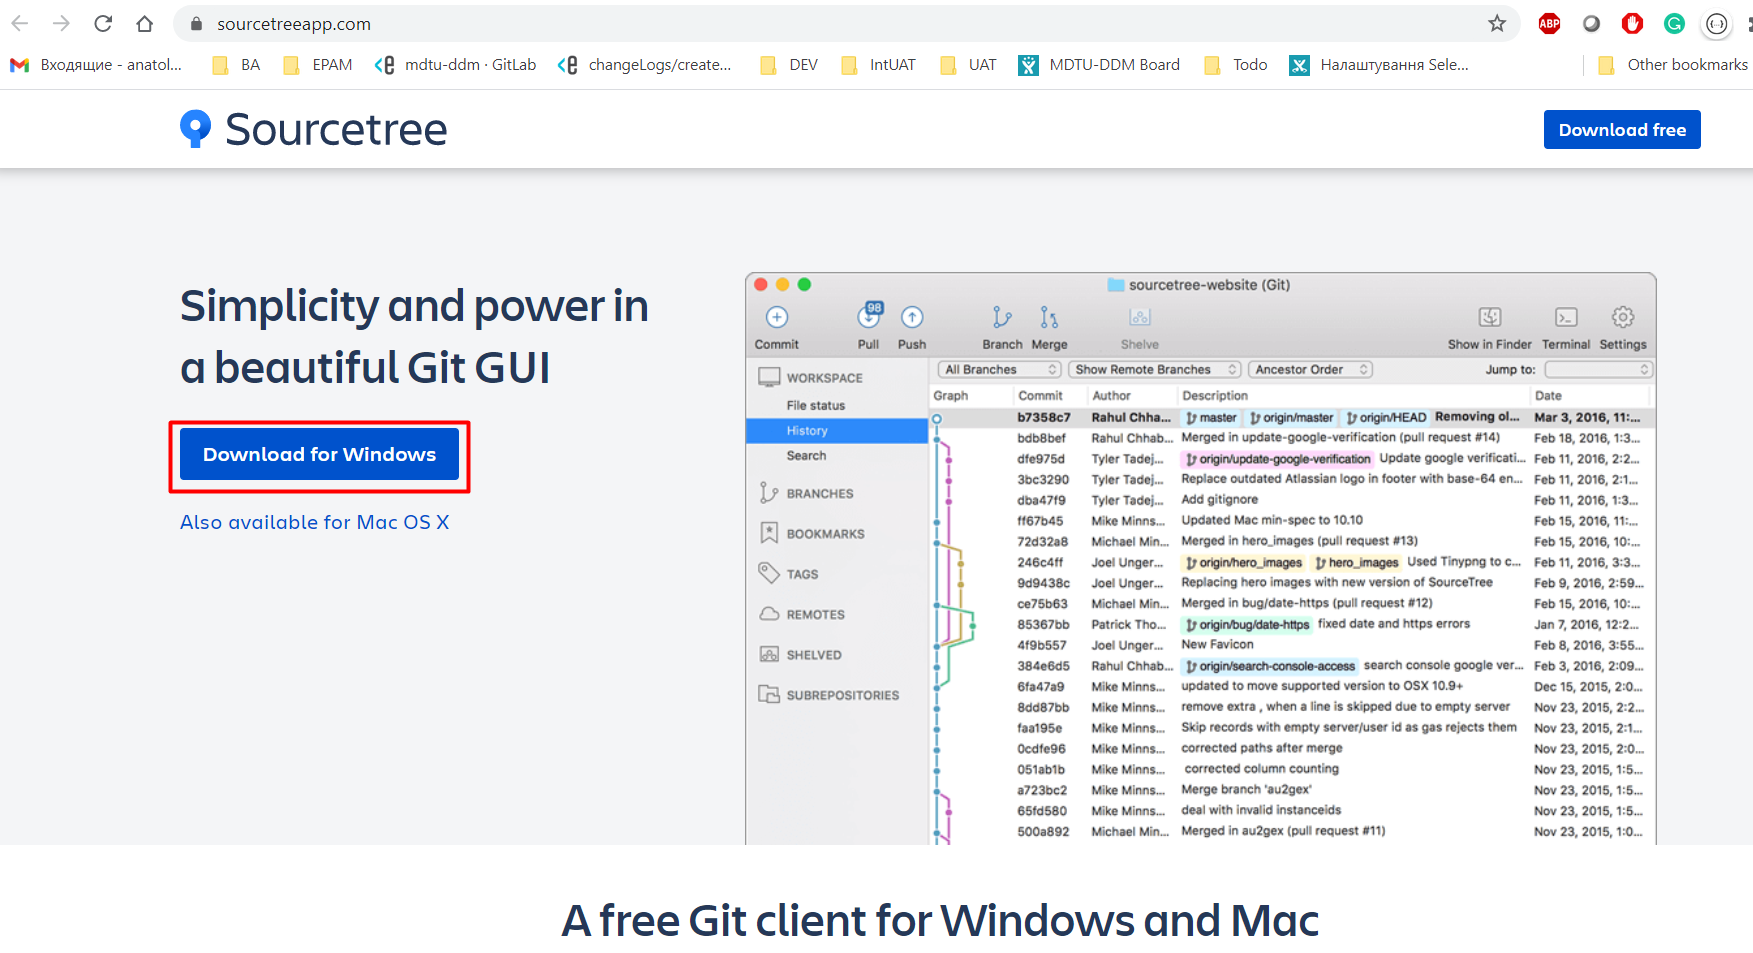 sourcetreeapp.com
ABP
Входящие - anatol... BA EPAM mdtu-ddm · GitLab changeLogs/create... DEV IntUAT UAT MDTU-DDM Board Todo Налаштування Sele... Other bookmarks
Sourcetree
Download free
Simplicity and power in
a beautiful Git GUI
Download for Windows
Also available for Mac OS X
sourcetree-website (Git)
98
Commit Pull Push Branch Merge Shelve Show in Finder Terminal Settings
WORKSPACE
File status
History
Search
BRANCHES
BOOKMARKS
TAGS
REMOTES
SHELVED
SUBREPOSITORIES
All Branches Show Remote Branches Ancestor Order Jump to:
Graph Commit Author Description Date
b7358c7 Rahul Chha... master origin/master origin/HEAD Removing ol... Mar 3, 2016, 11:...
bdb8bef Rahul Chhab... Merged in update-google-verification (pull request #14) Feb 18, 2016, 1:3...
dfe975d Tyler Tadej... origin/update-google-verification Update google verificati... Feb 11, 2016, 2:2...
3bc3290 Tyler Tadej... Replace outdated Atlassian logo in footer with base-64 en... Feb 11, 2016, 2:1...
dba47f9 Tyler Tadej... Add gitignore Feb 11, 2016, 1:3...
ff67b45 Mike Minns... Updated Mac min-spec to 10.10 Feb 15, 2016, 11:...
72d32a8 Michael Min... Merged in hero_images (pull request #13) Feb 15, 2016, 10:...
246c4ff Joel Unger... origin/hero_images hero_images Used Tinypng to c... Feb 11, 2016, 3:3...
9d9438c Joel Unger... Replacing hero images with new version of SourceTree Feb 9, 2016, 2:59...
ce75b63 Michael Min... Merged in bug/date-https (pull request #12) Feb 15, 2016, 10:...
85367bb Patrick Tho... origin/bug/date-https fixed date and https errors Jan 7, 2016, 12:2...
4f9b557 Joel Unger... New Favicon Feb 8, 2016, 3:55...
384e6d5 Rahul Chhab... origin/search-console-access search console google ver... Feb 3, 2016, 2:09...
6fa47a9 Mike Minns... updated to move supported version to OSX 10.9+ Dec 15, 2015, 2:0...
8dd87bb Mike Minns... remove extra , when a line is skipped due to empty server Nov 23, 2015, 2:2...
faa195e Mike Minns... Skip records with empty server/user id as gas rejects them Nov 23, 2015, 2:1...
0cdfe96 Mike Minns... corrected paths after merge Nov 23, 2015, 2:0...
051ab1b Mike Minns... corrected column counting Nov 23, 2015, 1:5...
a723bc2 Mike Minns... Merge branch 'au2gex' Nov 23, 2015, 1:5...
65fd580 Mike Minns... deal with invalid instanceids Nov 23, 2015, 1:5...
500a892 Michael Min... Merged in au2gex (pull request #11) Nov 23, 2015, 1:0...
A free Git client for Windows and Mac